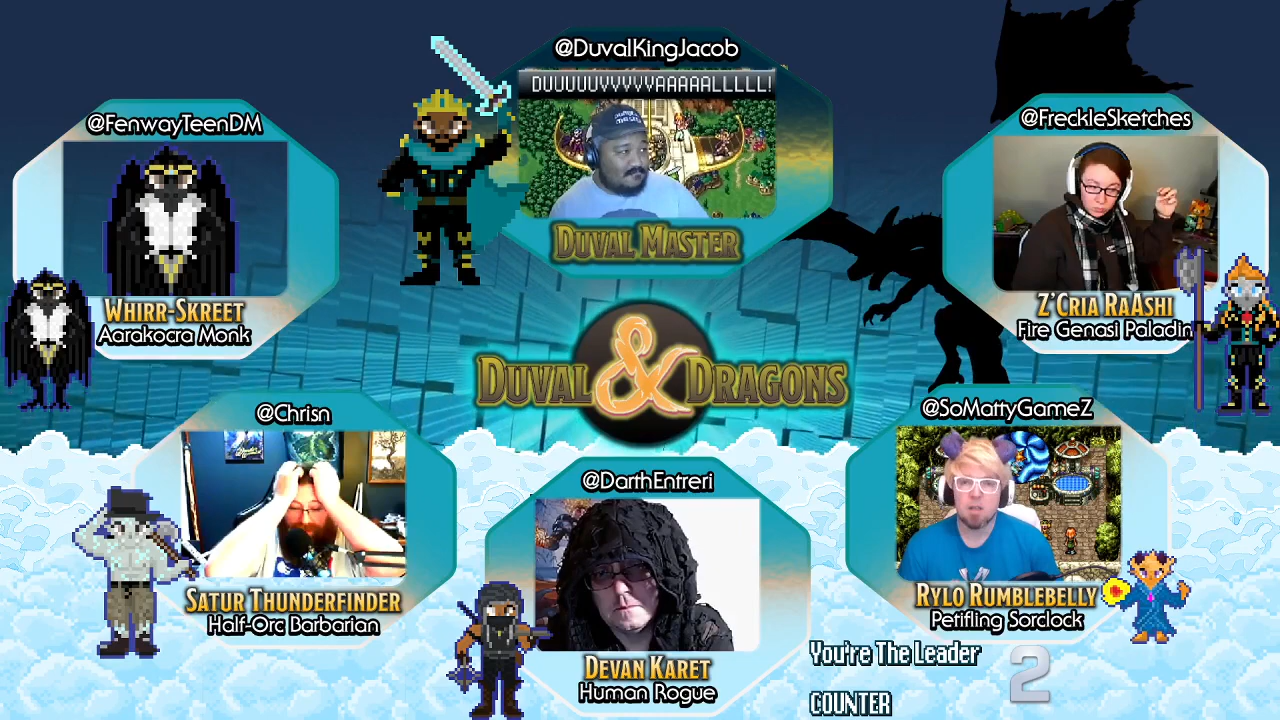 @DuvalKingJacob
DUUUUUVVVVVAAAAALLLLL!
Duval Master
@FenwayTeenDM
Whirr-Skreet
Aarakocra Monk
@FreckleSketches
Z'Cria RaAshi
Fire Genasi Paladin
Duval & Dragons
@Chrisn
Satur Thunderfinder
Half-Orc Barbarian
@DarthEntreri
Devan Karet
Human Rogue
@SoMattyGameZ
Rylo Rumblebelly
Petifling Sorclock
You're The Leader
COUNTER
2